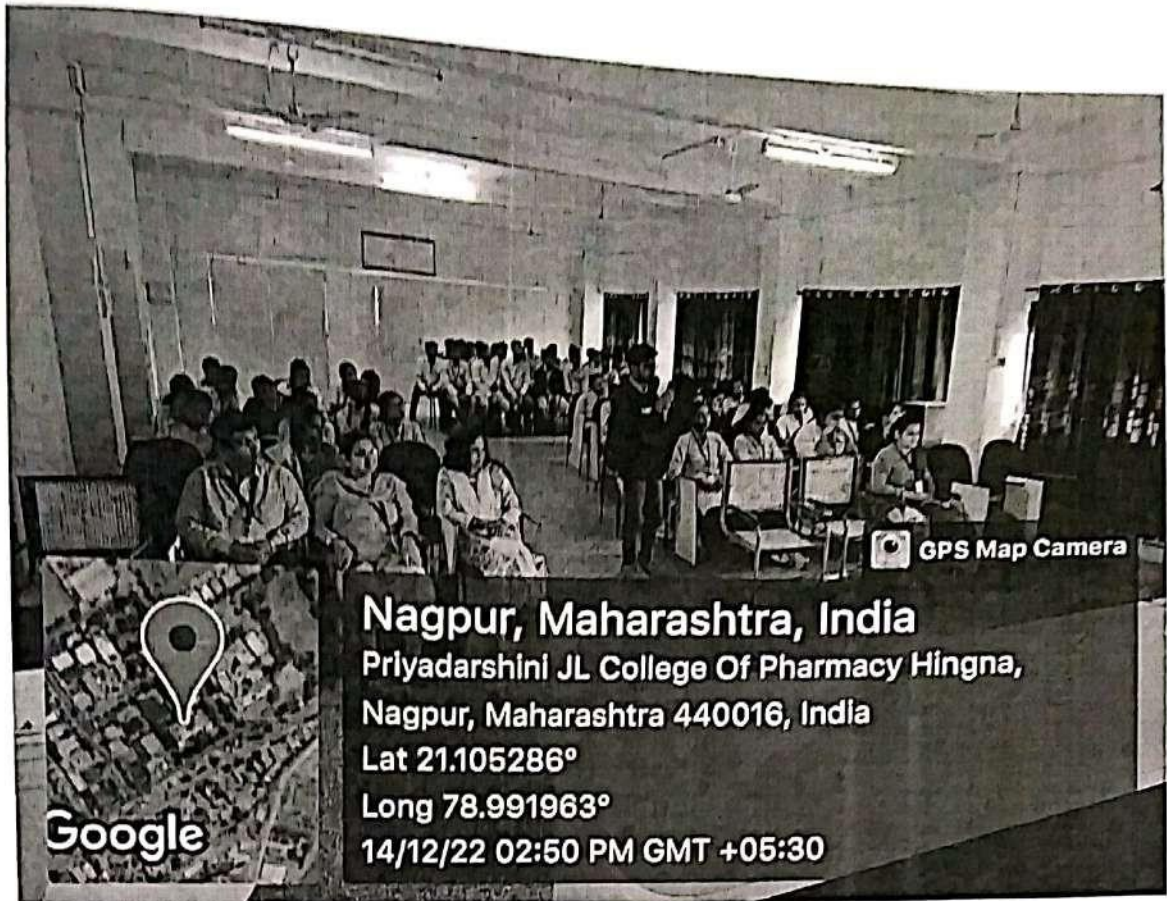 GPS Map Camera
Nagpur, Maharashtra, India
Priyadarshini JL College Of Pharmacy Hingna,
Nagpur, Maharashtra 440016, India
Lat 21.105286°
Long 78.991963°
14/12/22 02:50 PM GMT +05:30
Google